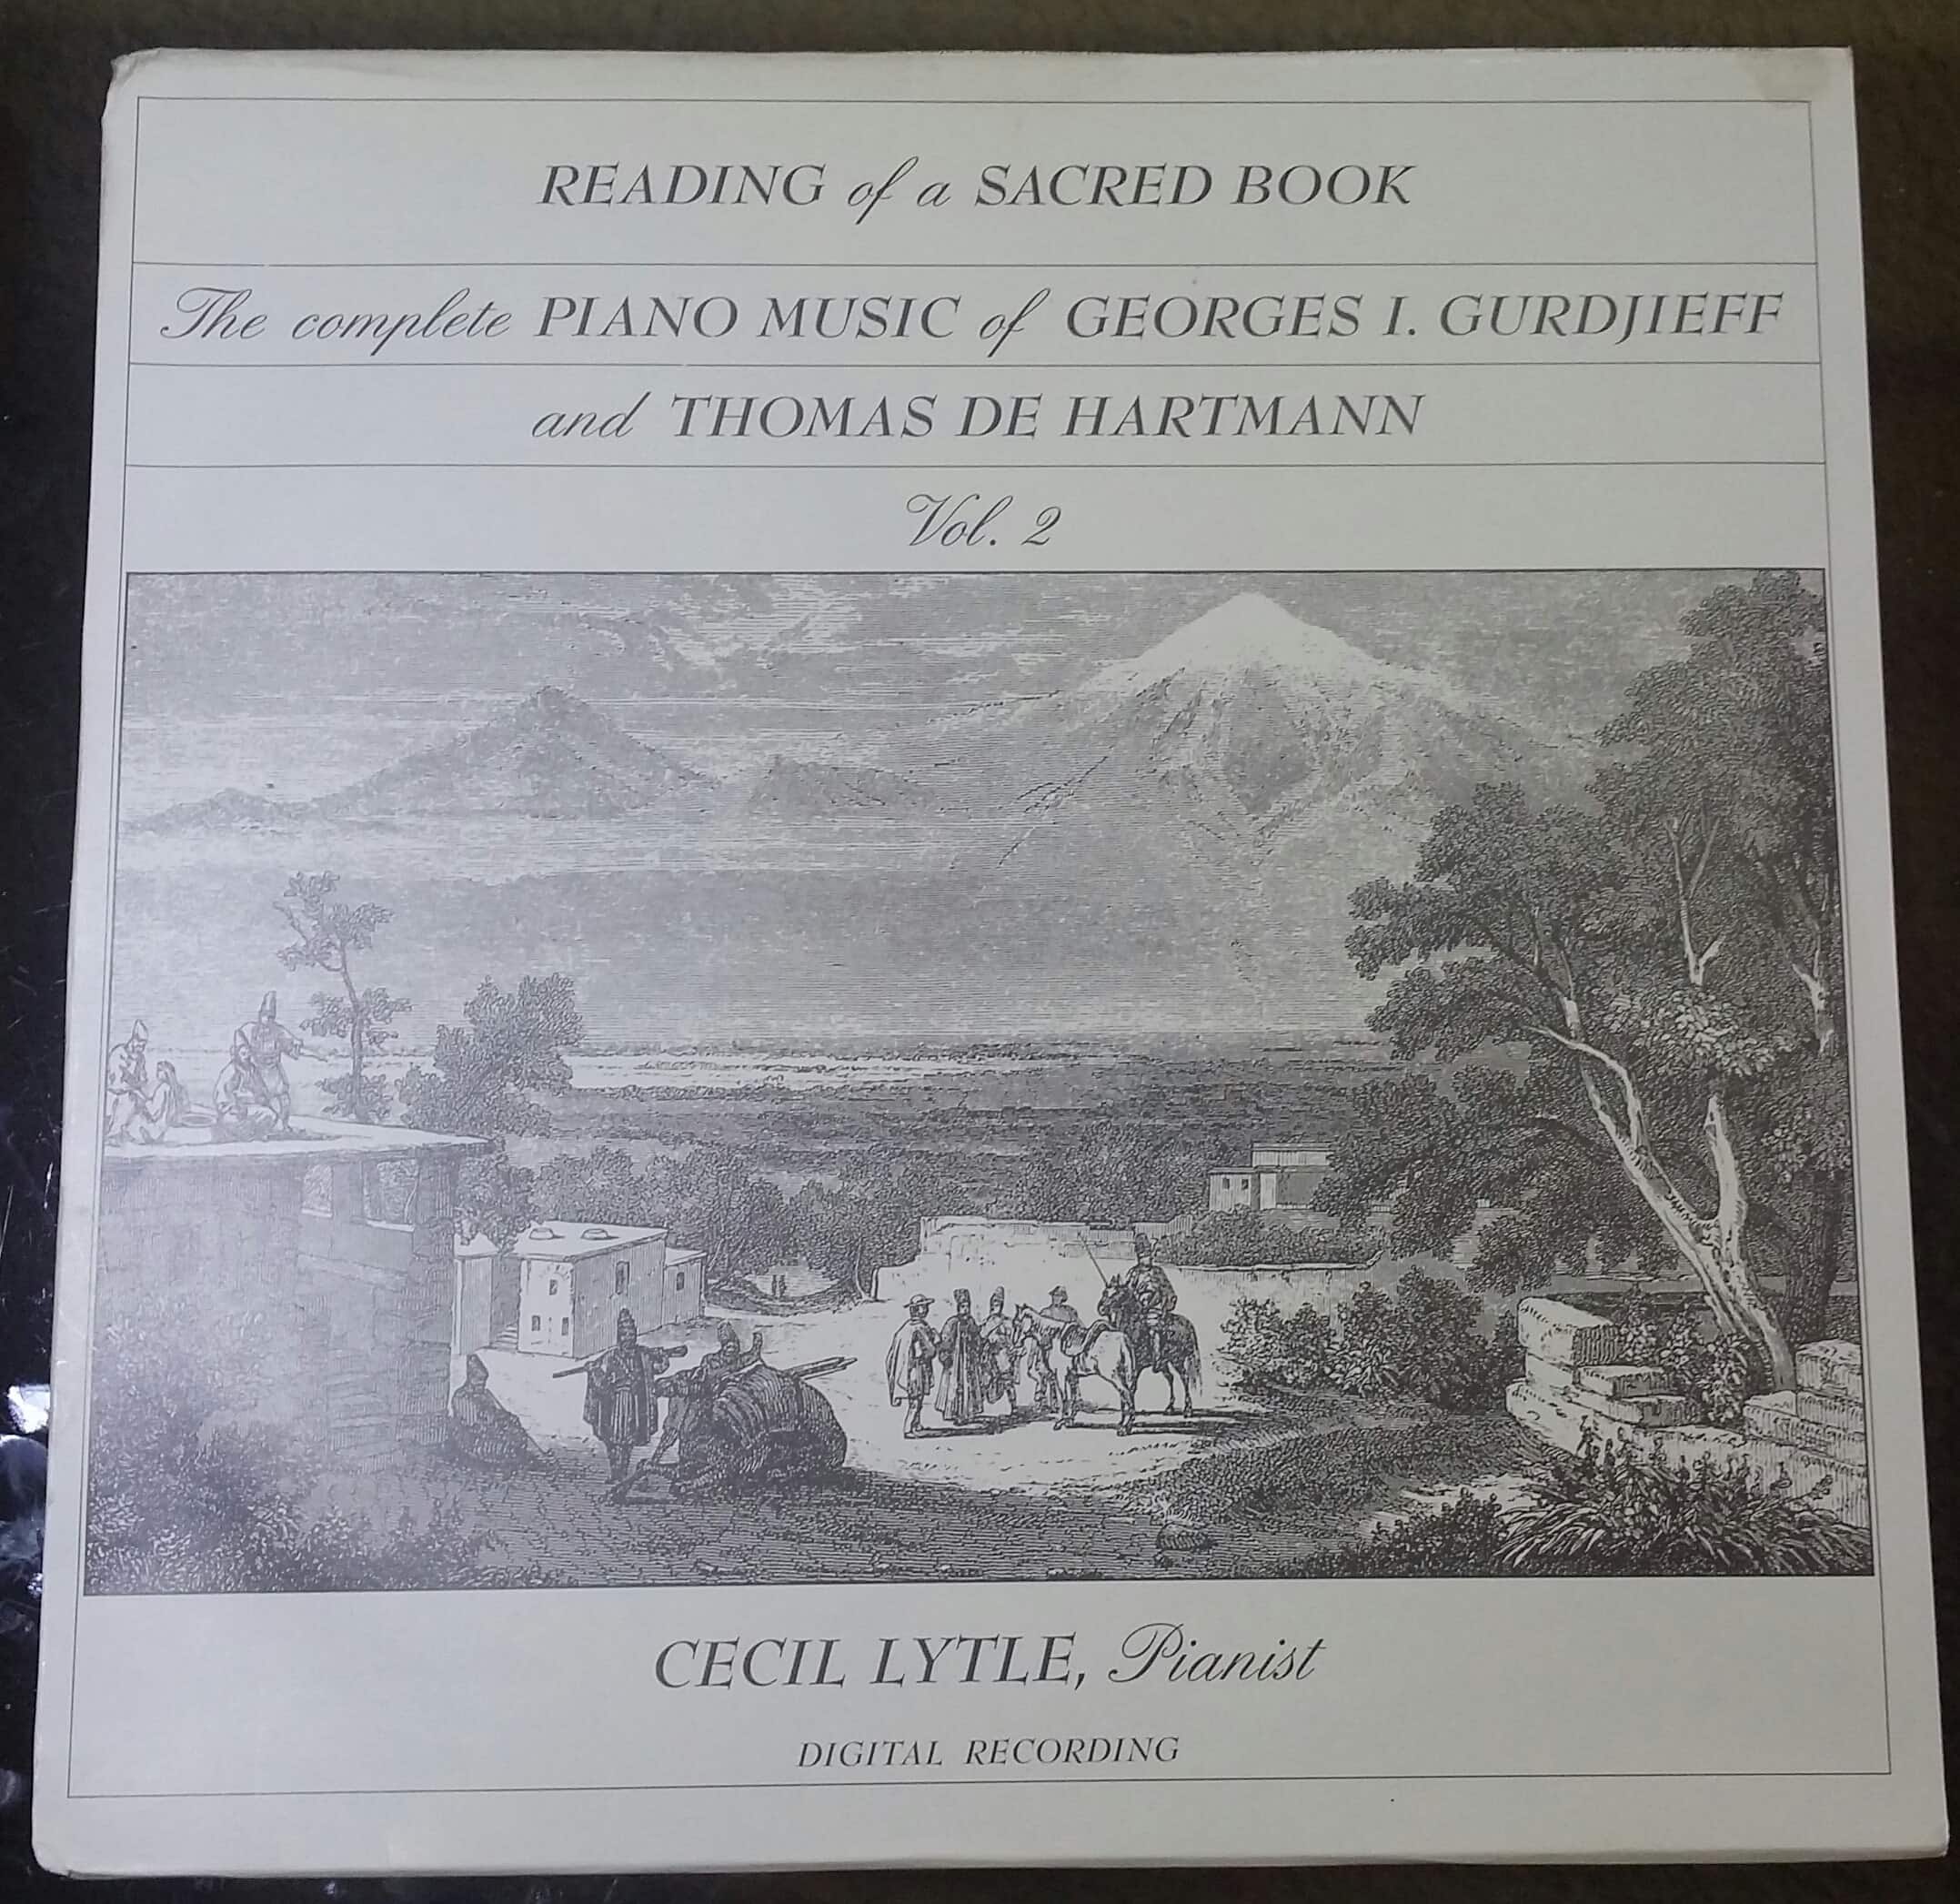 READING of a SACRED BOOK
The complete PIANO MUSIC of GEORGES I. GURDJIEFF
and THOMAS DE HARTMANN
Vol. 2
CECIL LYTLE, Pianist
DIGITAL RECORDING